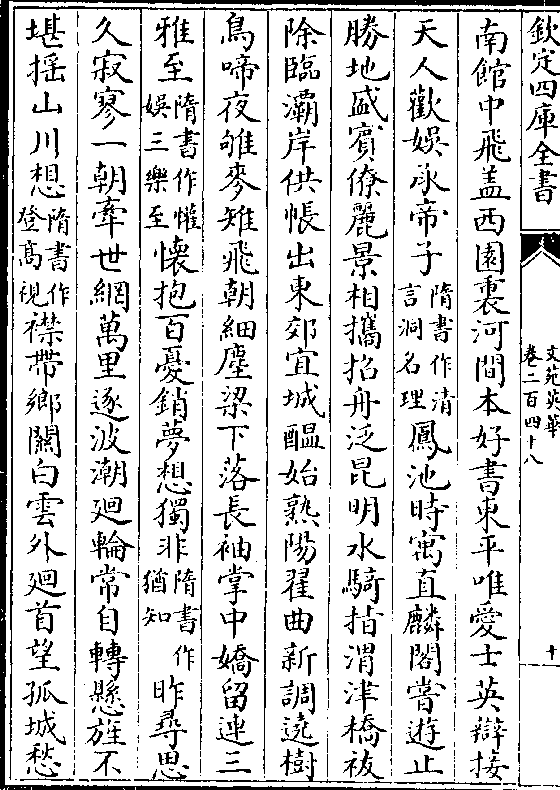 欽定四庫全書
文苑英華
卷二百四十八
十
南館中飛盖西園裏河間本好書東平唯愛士英辯接
天人歡娛承帝子隋書作清言洞名理鳳池時寓直麟閣嘗遊止
勝地盛賓僚麗景相攜招舟泛昆明水騎指渭津橋祓
除臨灞岸供帳出東郊宜城醖始熟陽翟曲新調遶樹
鳥啼夜雊麥雉飛朝細塵梁下落長袖掌中嬌留連三
雅至隋書作懽娛三樂至懷抱百憂銷夢想獨非隋書作猶如昨尋思
久寂寥一朝牽世網萬里逐波潮廻輪常自轉懸旌不
堪揺山川想隋書作登髙視襟帶鄉關白雲外廻首望孤城愁